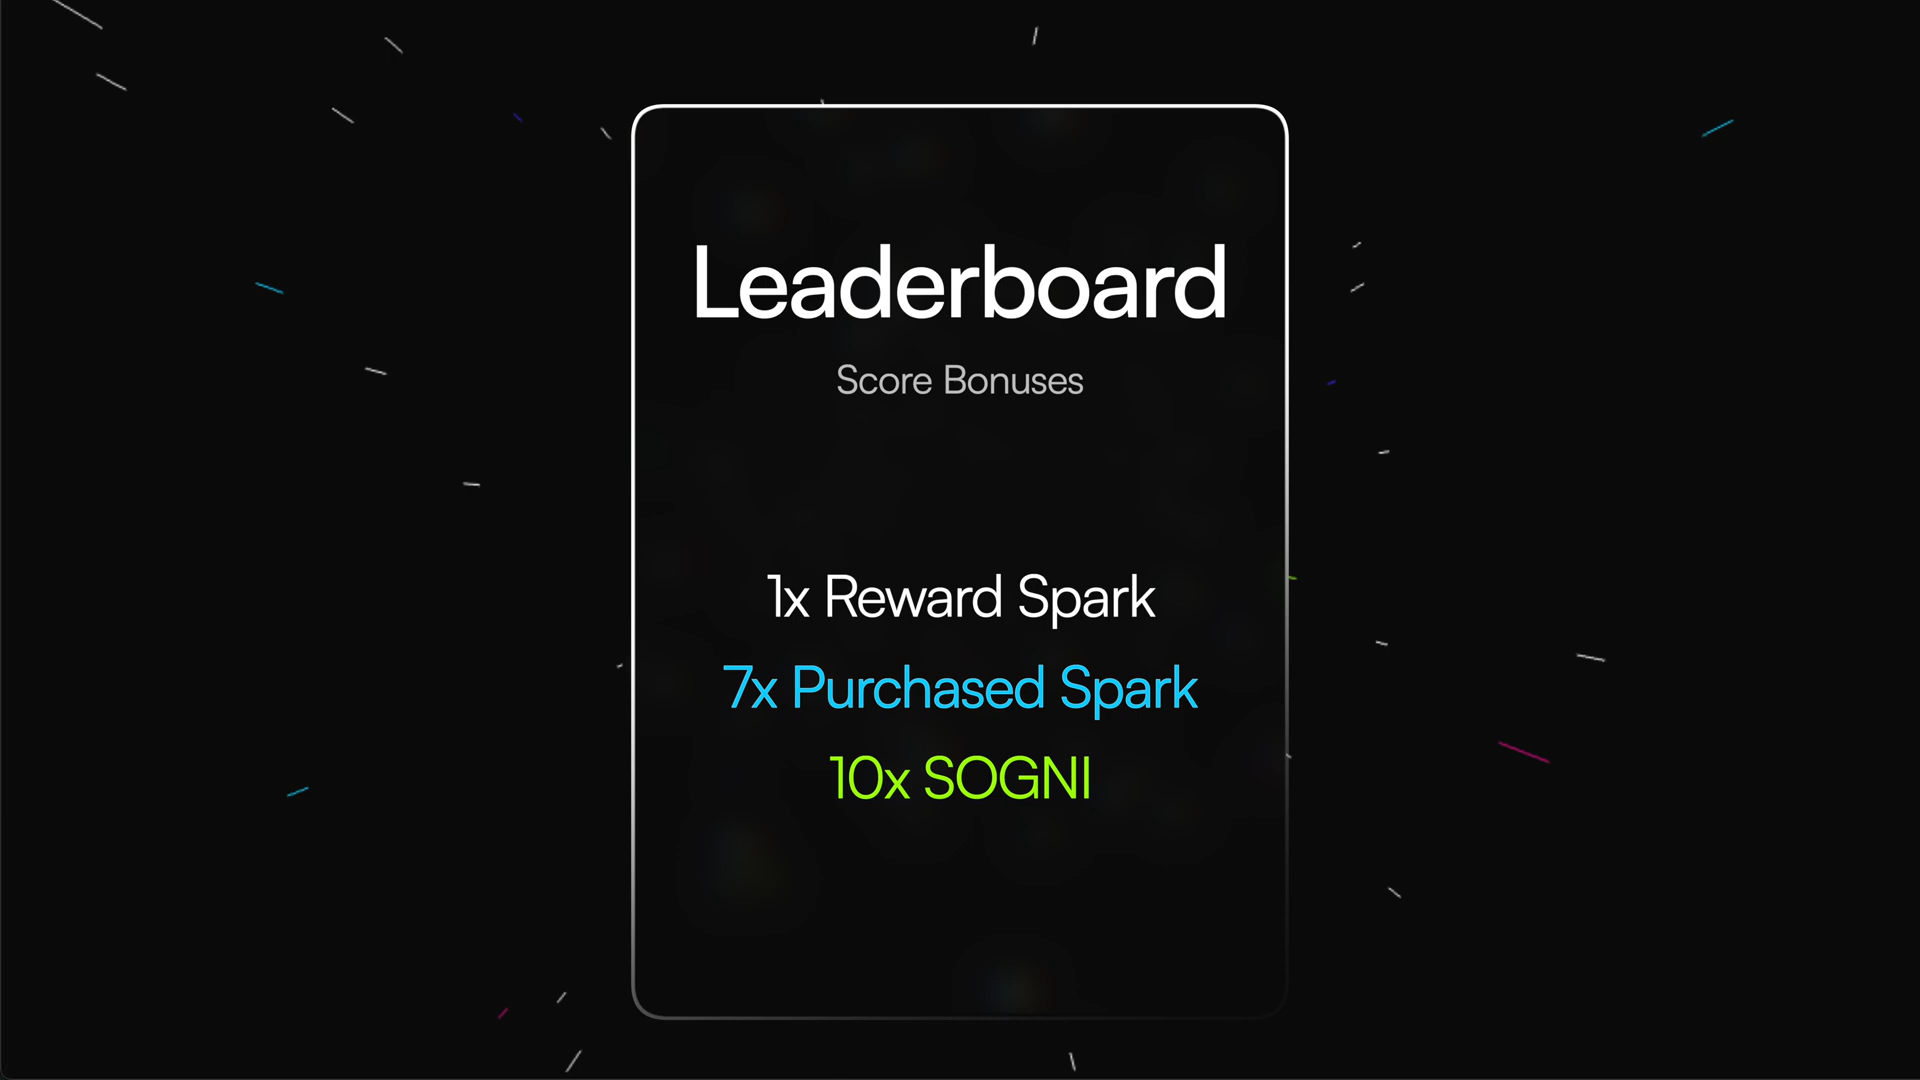 Leaderboard
Score Bonuses
1x Reward Spark
7x Purchased Spark
10x SOGNI